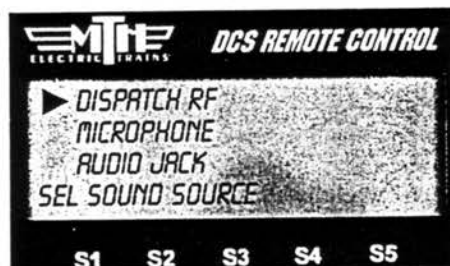 MTH
ELECTRIC TRAINS
DCS REMOTE CONTROL
DISPATCH RF
MICROPHONE
AUDIO JACK
SEL SOUND SOURCE
S1 S2 S3 S4 S5